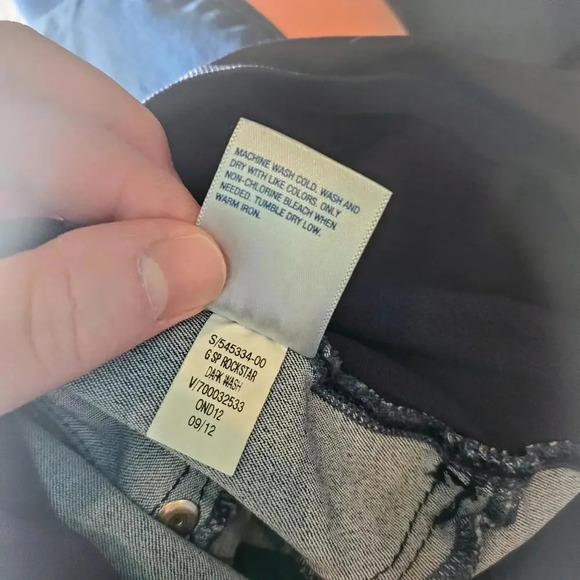 MACHINE WASH COLD. WASH AND
DRY WITH LIKE COLORS. ONLY
NON-CHLORINE BLEACH WHEN
NEEDED. TUMBLE DRY LOW.
WARM IRON.
S/545334-00
G SP ROCKSTAR
DARK WASH
V/700032533
OND12
09/12